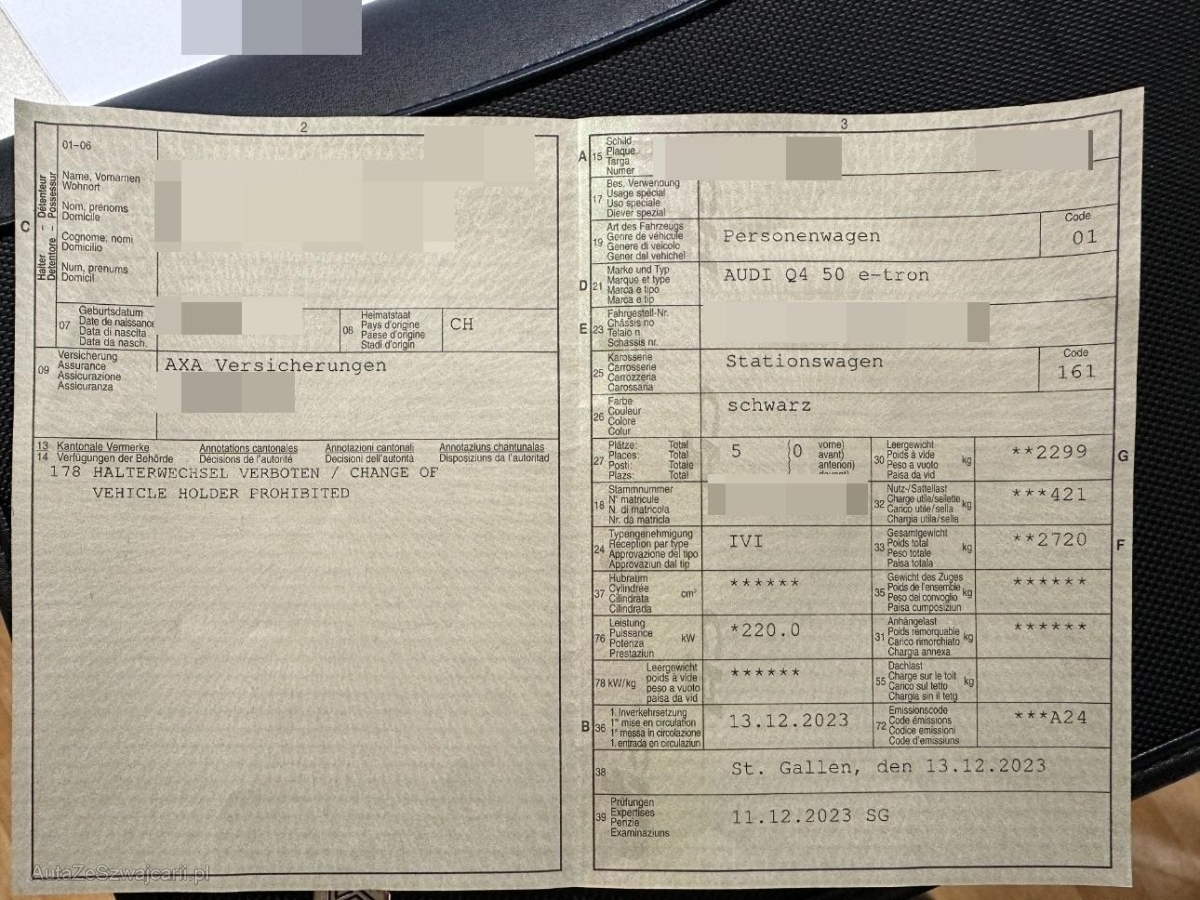 2
01-06
C
Halter - Détenteur
Detentore - Possessur
Name, Vornamen
Wohnort
Nom, prénoms
Domicile
Cognome, nomi
Domicilio
Num, prenums
Domicil
07
Geburtsdatum
Date de naissance
Data di nascita
Data da nasch.
08
Heimatstaat
Pays d'origine
Paese d'origine
Stadi d'origin
CH
09
Versicherung
Assurance
Assicurazione
Assicuranza
AXA Versicherungen
13 Kantonale Vermerke Annotations cantonales Annotazioni cantonali Annotaziuns chantunalas
14 Verfügungen der Behörde Décisions de l'autorité Decisioni dell'autorità Disposiziuns da l'autoritad
178 HALTERWECHSEL VERBOTEN / CHANGE OF
VEHICLE HOLDER PROHIBITED
3
A 15
Schild
Plaque
Targa
Numer
17
Bes. Verwendung
Usage spécial
Uso speciale
Diever spezial
19
Art des Fahrzeugs
Genre de véhicule
Genere di veicolo
Gener dal vehichel
Personenwagen
Code
01
D 21
Marke und Typ
Marque et type
Marca e tipo
Marca e tip
AUDI Q4 50 e-tron
E 23
Fahrgestell-Nr.
Châssis no
Telaio n.
Schassis nr.
25
Karosserie
Carrosserie
Carrozzeria
Carossaria
Stationswagen
Code
161
26
Farbe
Couleur
Colore
Colur
schwarz
27
Plätze: Total
Places: Total
Posti: Totale
Plazs: Total
5
(0
vorne)
avant)
anteriori)
30
Leergewicht
Poids à vide
Peso a vuoto
Paisa da vid
kg
**2299
G
18
Stammnummer
N° matricule
N. di matricola
Nr. da matricla
32
Nutz-/Sattellast
Charge utile/sellette
Carico utile/sella
Chargia utila/sella
kg
***421
24
Typengenehmigung
Réception par type
Approvazione del tipo
Approvaziun dal tip
IVI
33
Gesamtgewicht
Poids total
Peso totale
Paisa totala
kg
**2720
F
37
Hubraum
Cylindrée
Cilindrata
Cilindrada
cm³
******
35
Gewicht des Zuges
Poids de l'ensemble
Peso del convoglio
Paisa cumposiziun
kg
******
76
Leistung
Puissance
Potenza
Prestaziun
kW
*220.0
31
Anhängelast
Poids remorquable
Carico rimorchiato
Chargia annexa
kg
******
78 kW/kg
Leergewicht
poids à vide
peso a vuoto
paisa da vid
******
55
Dachlast
Charge sur le toit
Carico sul tetto
Chargia sin il tetg
kg
B 36
1. Inverkehrsetzung
1re mise en circulation
1a messa in circolazione
1. entrada en circulaziun
13.12.2023
72
Emissionscode
Code émissions
Codice emissioni
Code d'emissiuns
***A24
38
St. Gallen, den 13.12.2023
39
Prüfungen
Expertises
Perizie
Examinaziuns
11.12.2023 SG
AutaZeSzwajcarii.pl